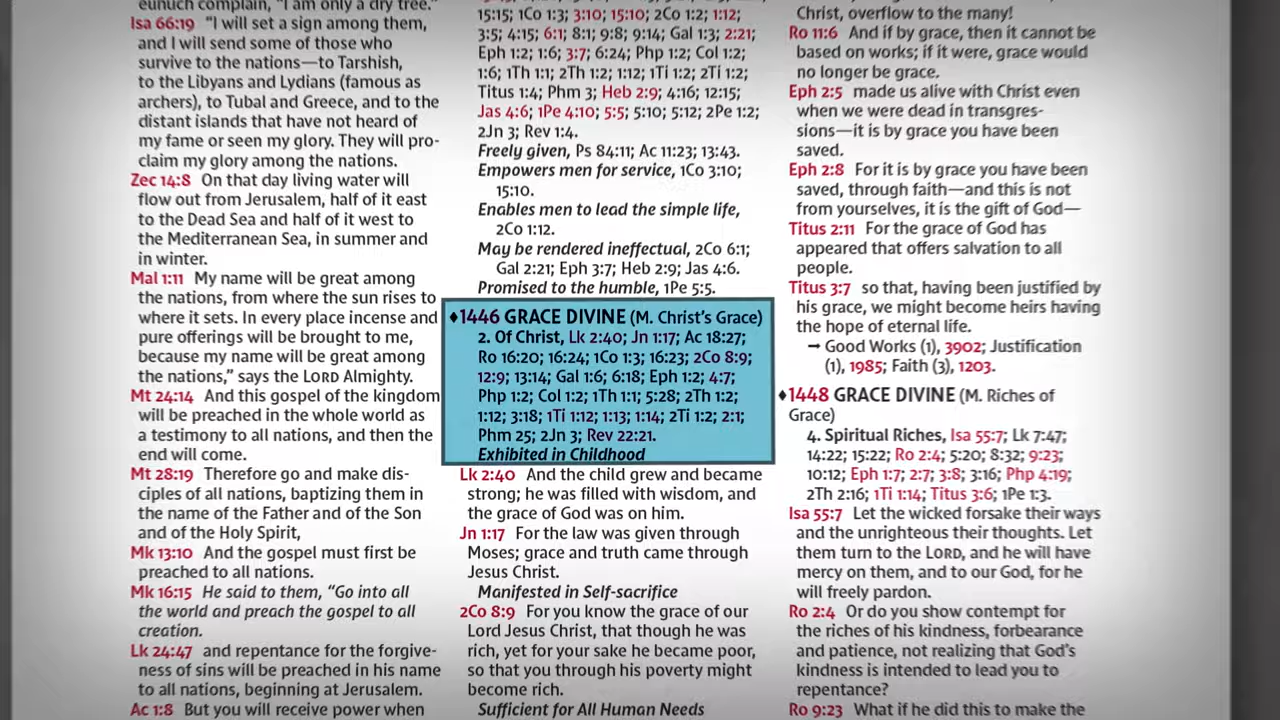 eunuch complain, “I am only a dry tree.”
Isa 66:19 “I will set a sign among them,
and I will send some of those who
survive to the nations—to Tarshish,
to the Libyans and Lydians (famous as
archers), to Tubal and Greece, and to the
distant islands that have not heard of
my fame or seen my glory. They will pro-
claim my glory among the nations.
Zec 14:8 On that day living water will
flow out from Jerusalem, half of it east
to the Dead Sea and half of it west to
the Mediterranean Sea, in summer and
in winter.
Mal 1:11 My name will be great among
the nations, from where the sun rises to
where it sets. In every place incense and
pure offerings will be brought to me,
because my name will be great among
the nations,” says the LORD Almighty.
Mt 24:14 And this gospel of the kingdom
will be preached in the whole world as
a testimony to all nations, and then the
end will come.
Mt 28:19 Therefore go and make dis-
ciples of all nations, baptizing them in
the name of the Father and of the Son
and of the Holy Spirit,
Mk 13:10 And the gospel must first be
preached to all nations.
Mk 16:15 He said to them, “Go into all
the world and preach the gospel to all
creation.
Lk 24:47 and repentance for the forgive-
ness of sins will be preached in his name
to all nations, beginning at Jerusalem.
Ac 1:8 But you will receive power when
15:15; 1Co 1:3; 3:10; 15:10; 2Co 1:2; 1:12;
3:5; 4:15; 6:1; 8:1; 9:8; 9:14; Gal 1:3; 2:21;
Eph 1:2; 1:6; 3:7; 6:24; Php 1:2; Col 1:2;
1:6; 1Th 1:1; 2Th 1:2; 1:12; 1Ti 1:2; 2Ti 1:2;
Titus 1:4; Phm 3; Heb 2:9; 4:16; 12:15;
Jas 4:6; 1Pe 4:10; 5:5; 5:10; 5:12; 2Pe 1:2;
2Jn 3; Rev 1:4.
Freely given, Ps 84:11; Ac 11:23; 13:43.
Empowers men for service, 1Co 3:10;
15:10.
Enables men to lead the simple life,
2Co 1:12.
May be rendered ineffectual, 2Co 6:1;
Gal 2:21; Eph 3:7; Heb 2:9; Jas 4:6.
Promised to the humble, 1Pe 5:5.
♦1446 GRACE DIVINE (M. Christ’s Grace)
2. Of Christ, Lk 2:40; Jn 1:17; Ac 18:27;
Ro 16:20; 16:24; 1Co 1:3; 16:23; 2Co 8:9;
12:9; 13:14; Gal 1:6; 6:18; Eph 1:2; 4:7;
Php 1:2; Col 1:2; 1Th 1:1; 5:28; 2Th 1:2;
1:12; 3:18; 1Ti 1:12; 1:13; 1:14; 2Ti 1:2; 2:1;
Phm 25; 2Jn 3; Rev 22:21.
Exhibited in Childhood
Lk 2:40 And the child grew and became
strong; he was filled with wisdom, and
the grace of God was on him.
Jn 1:17 For the law was given through
Moses; grace and truth came through
Jesus Christ.
Manifested in Self-sacrifice
2Co 8:9 For you know the grace of our
Lord Jesus Christ, that though he was
rich, yet for your sake he became poor,
so that you through his poverty might
become rich.
Sufficient for All Human Needs
Christ, overflow to the many!
Ro 11:6 And if by grace, then it cannot be
based on works; if it were, grace would
no longer be grace.
Eph 2:5 made us alive with Christ even
when we were dead in transgres-
sions—it is by grace you have been
saved.
Eph 2:8 For it is by grace you have been
saved, through faith—and this is not
from yourselves, it is the gift of God—
Titus 2:11 For the grace of God has
appeared that offers salvation to all
people.
Titus 3:7 so that, having been justified by
his grace, we might become heirs having
the hope of eternal life.
→ Good Works (1), 3902; Justification
(1), 1985; Faith (3), 1203.
♦1448 GRACE DIVINE (M. Riches of
Grace)
4. Spiritual Riches, Isa 55:7; Lk 7:47;
14:22; 15:22; Ro 2:4; 5:20; 8:32; 9:23;
10:12; Eph 1:7; 2:7; 3:8; 3:16; Php 4:19;
2Th 2:16; 1Ti 1:14; Titus 3:6; 1Pe 1:3.
Isa 55:7 Let the wicked forsake their ways
and the unrighteous their thoughts. Let
them turn to the LORD, and he will have
mercy on them, and to our God, for he
will freely pardon.
Ro 2:4 Or do you show contempt for
the riches of his kindness, forbearance
and patience, not realizing that God’s
kindness is intended to lead you to
repentance?
Ro 9:23 What if he did this to make the